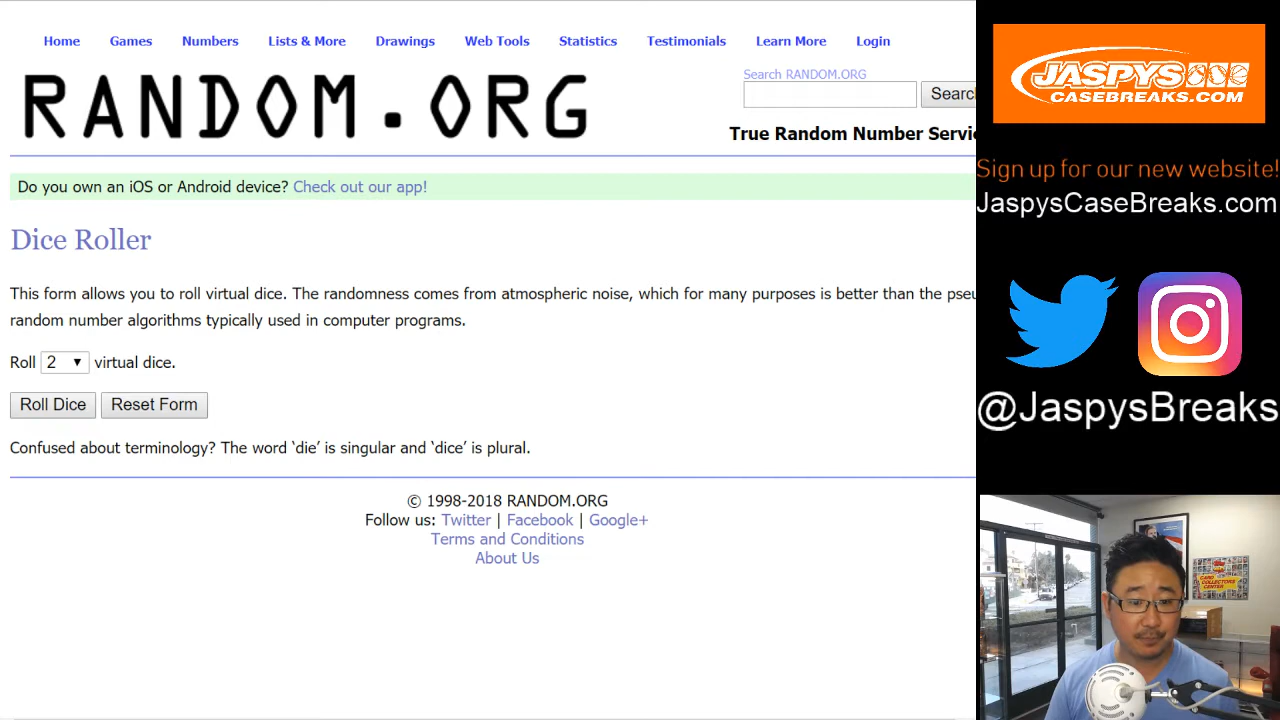 Home Games Numbers Lists & More Drawings Web Tools Statistics Testimonials Learn More Login
RANDOM.ORG
Search RANDOM.ORG
Searc
True Random Number Servi
Do you own an iOS or Android device? Check out our app!
Dice Roller
This form allows you to roll virtual dice. The randomness comes from atmospheric noise, which for many purposes is better than the pseu
random number algorithms typically used in computer programs.
Roll 2 ▼ virtual dice.
Roll Dice Reset Form
Confused about terminology? The word ‘die’ is singular and ‘dice’ is plural.
© 1998-2018 RANDOM.ORG
Follow us: Twitter | Facebook | Google+
Terms and Conditions
About Us
JASPYS
CASEBREAKS.COM
Sign up for our new website!
JaspysCaseBreaks.com
@JaspysBreaks
CARD
COLLECTORS
CENTER